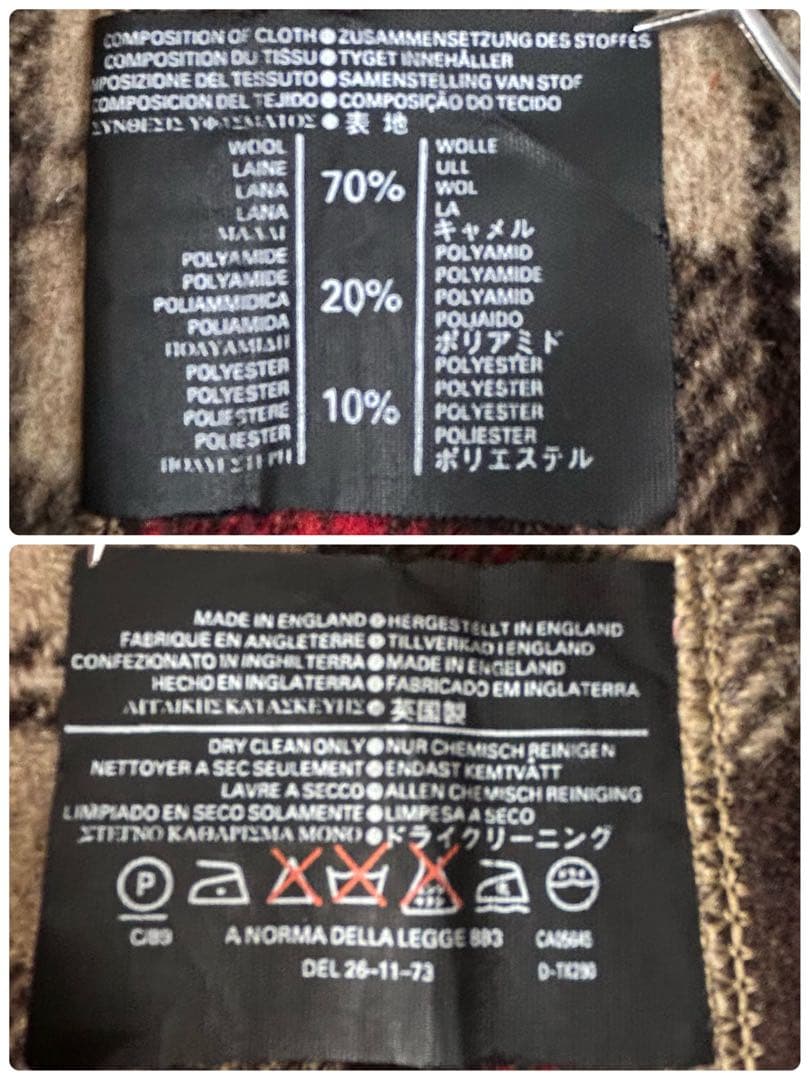 COMPOSITION OF CLOTH●ZUSAMMENSETZUNG DES STOFFES
COMPOSITION DU TISSU●TYGET INNEHÅLLER
MPOSIZIONE DEL TESSUTO●SAMENSTELLING VAN STOF
COMPOSICION DEL TEJIDO●COMPOSIÇÃO DO TECIDO
ΣΥΝΘΕΣΙΣ ΥΦΑΣΜΑΤΟΣ●表地
WOOL
LAINE
LANA
LANA
ΜΑΛΛΙ
70%
WOLLE
ULL
WOL
LA
キャメル
POLYAMIDE
POLYAMIDE
POLIAMMIDICA
POLIAMIDA
ΠΟΛΥΑΜΙΔΗ
20%
POLYAMID
POLYAMIDE
POLYAMID
POLIAIDO
ポリアミド
POLYESTER
POLYESTER
POLIESTERE
POLIESTER
10%
POLYESTER
POLYESTER
POLYESTER
POLIESTER
ポリエステル
MADE IN ENGLAND●HERGESTELLT IN ENGLAND
FABRIQUE EN ANGLETERRE●TILLVERKAD I ENGLAND
CONFEZIONATO IN INGHILTERRA●MADE IN ENGELAND
HECHO EN INGLATERRA●FABRICADO EM INGLATERRA
ΑΓΓΛΙΚΗΣ ΚΑΤΑΣΚΕΥΗΣ●英国製
DRY CLEAN ONLY●NUR CHEMISCH REINIGEN
NETTOYER A SEC SEULEMENT●ENDAST KEMTVÄTT
LAVRE A SECCO●ALLEN CHEMISCH REINIGING
LIMPIADO EN SECO SOLAMENTE●LIMPESA A SECO
ΣΤΕΓΝΟ ΚΑΘΑΡΙΣΜΑ ΜΟΝΟ●ドライクリーニング
P
C/89
A NORMA DELLA LEGGE 883
DEL 26-11-73
CA05645
D-TK290